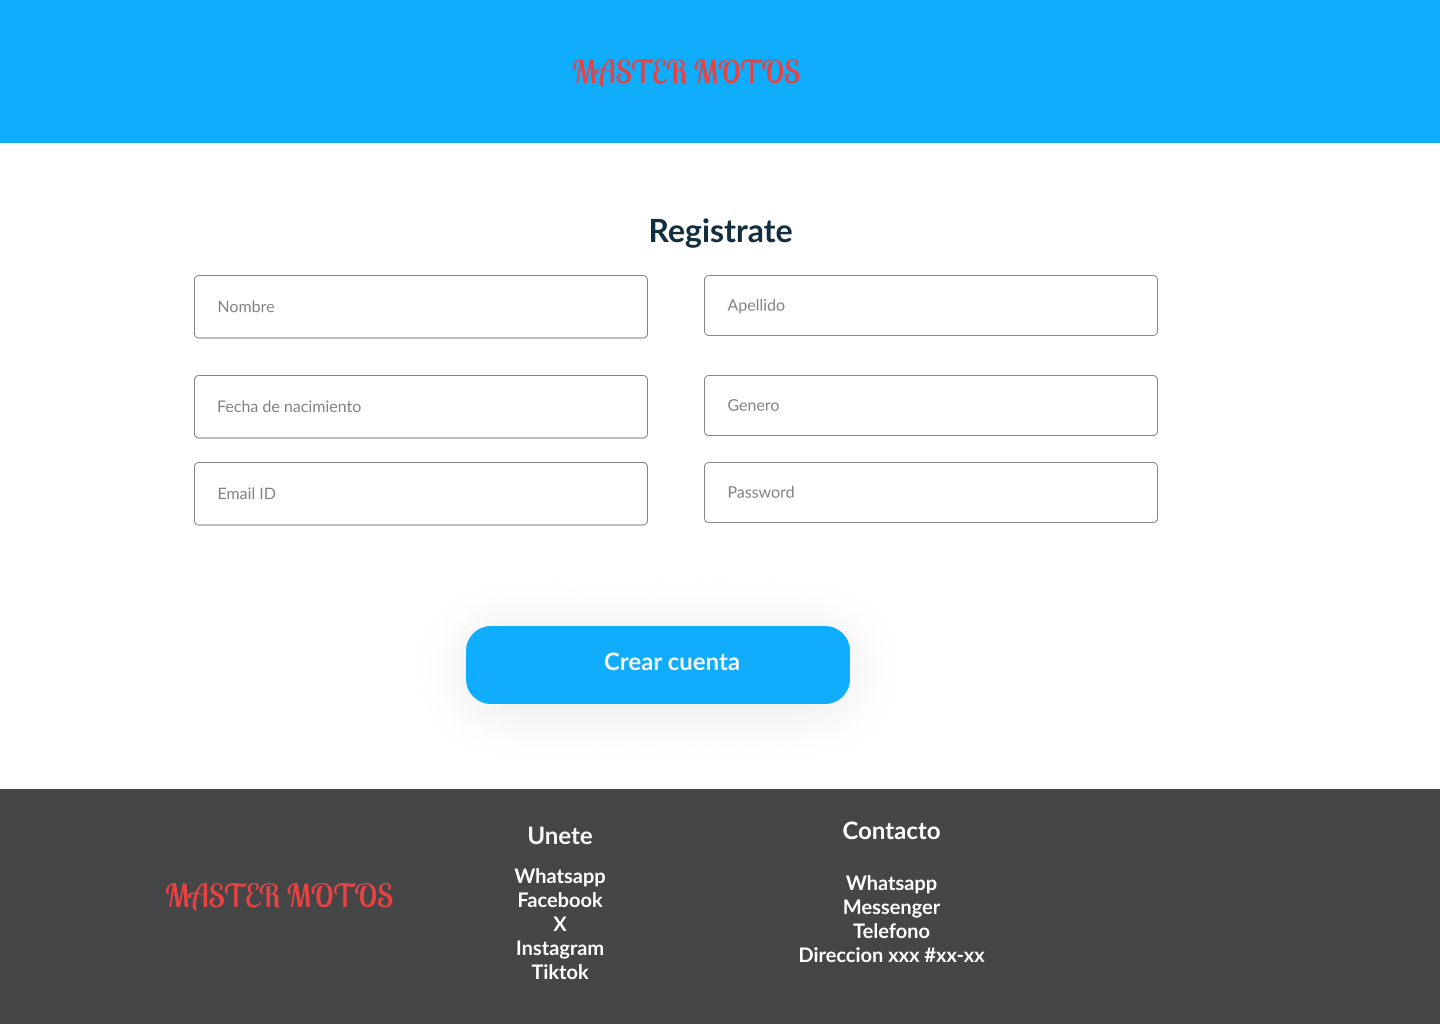 MASTER MOTOS
Registrate
Nombre
Apellido
Fecha de nacimiento
Genero
Email ID
Password
Crear cuenta
MASTER MOTOS
Unete
Whatsapp
Facebook
X
Instagram
Tiktok
Contacto
Whatsapp
Messenger
Telefono
Direccion xxx #xx-xx